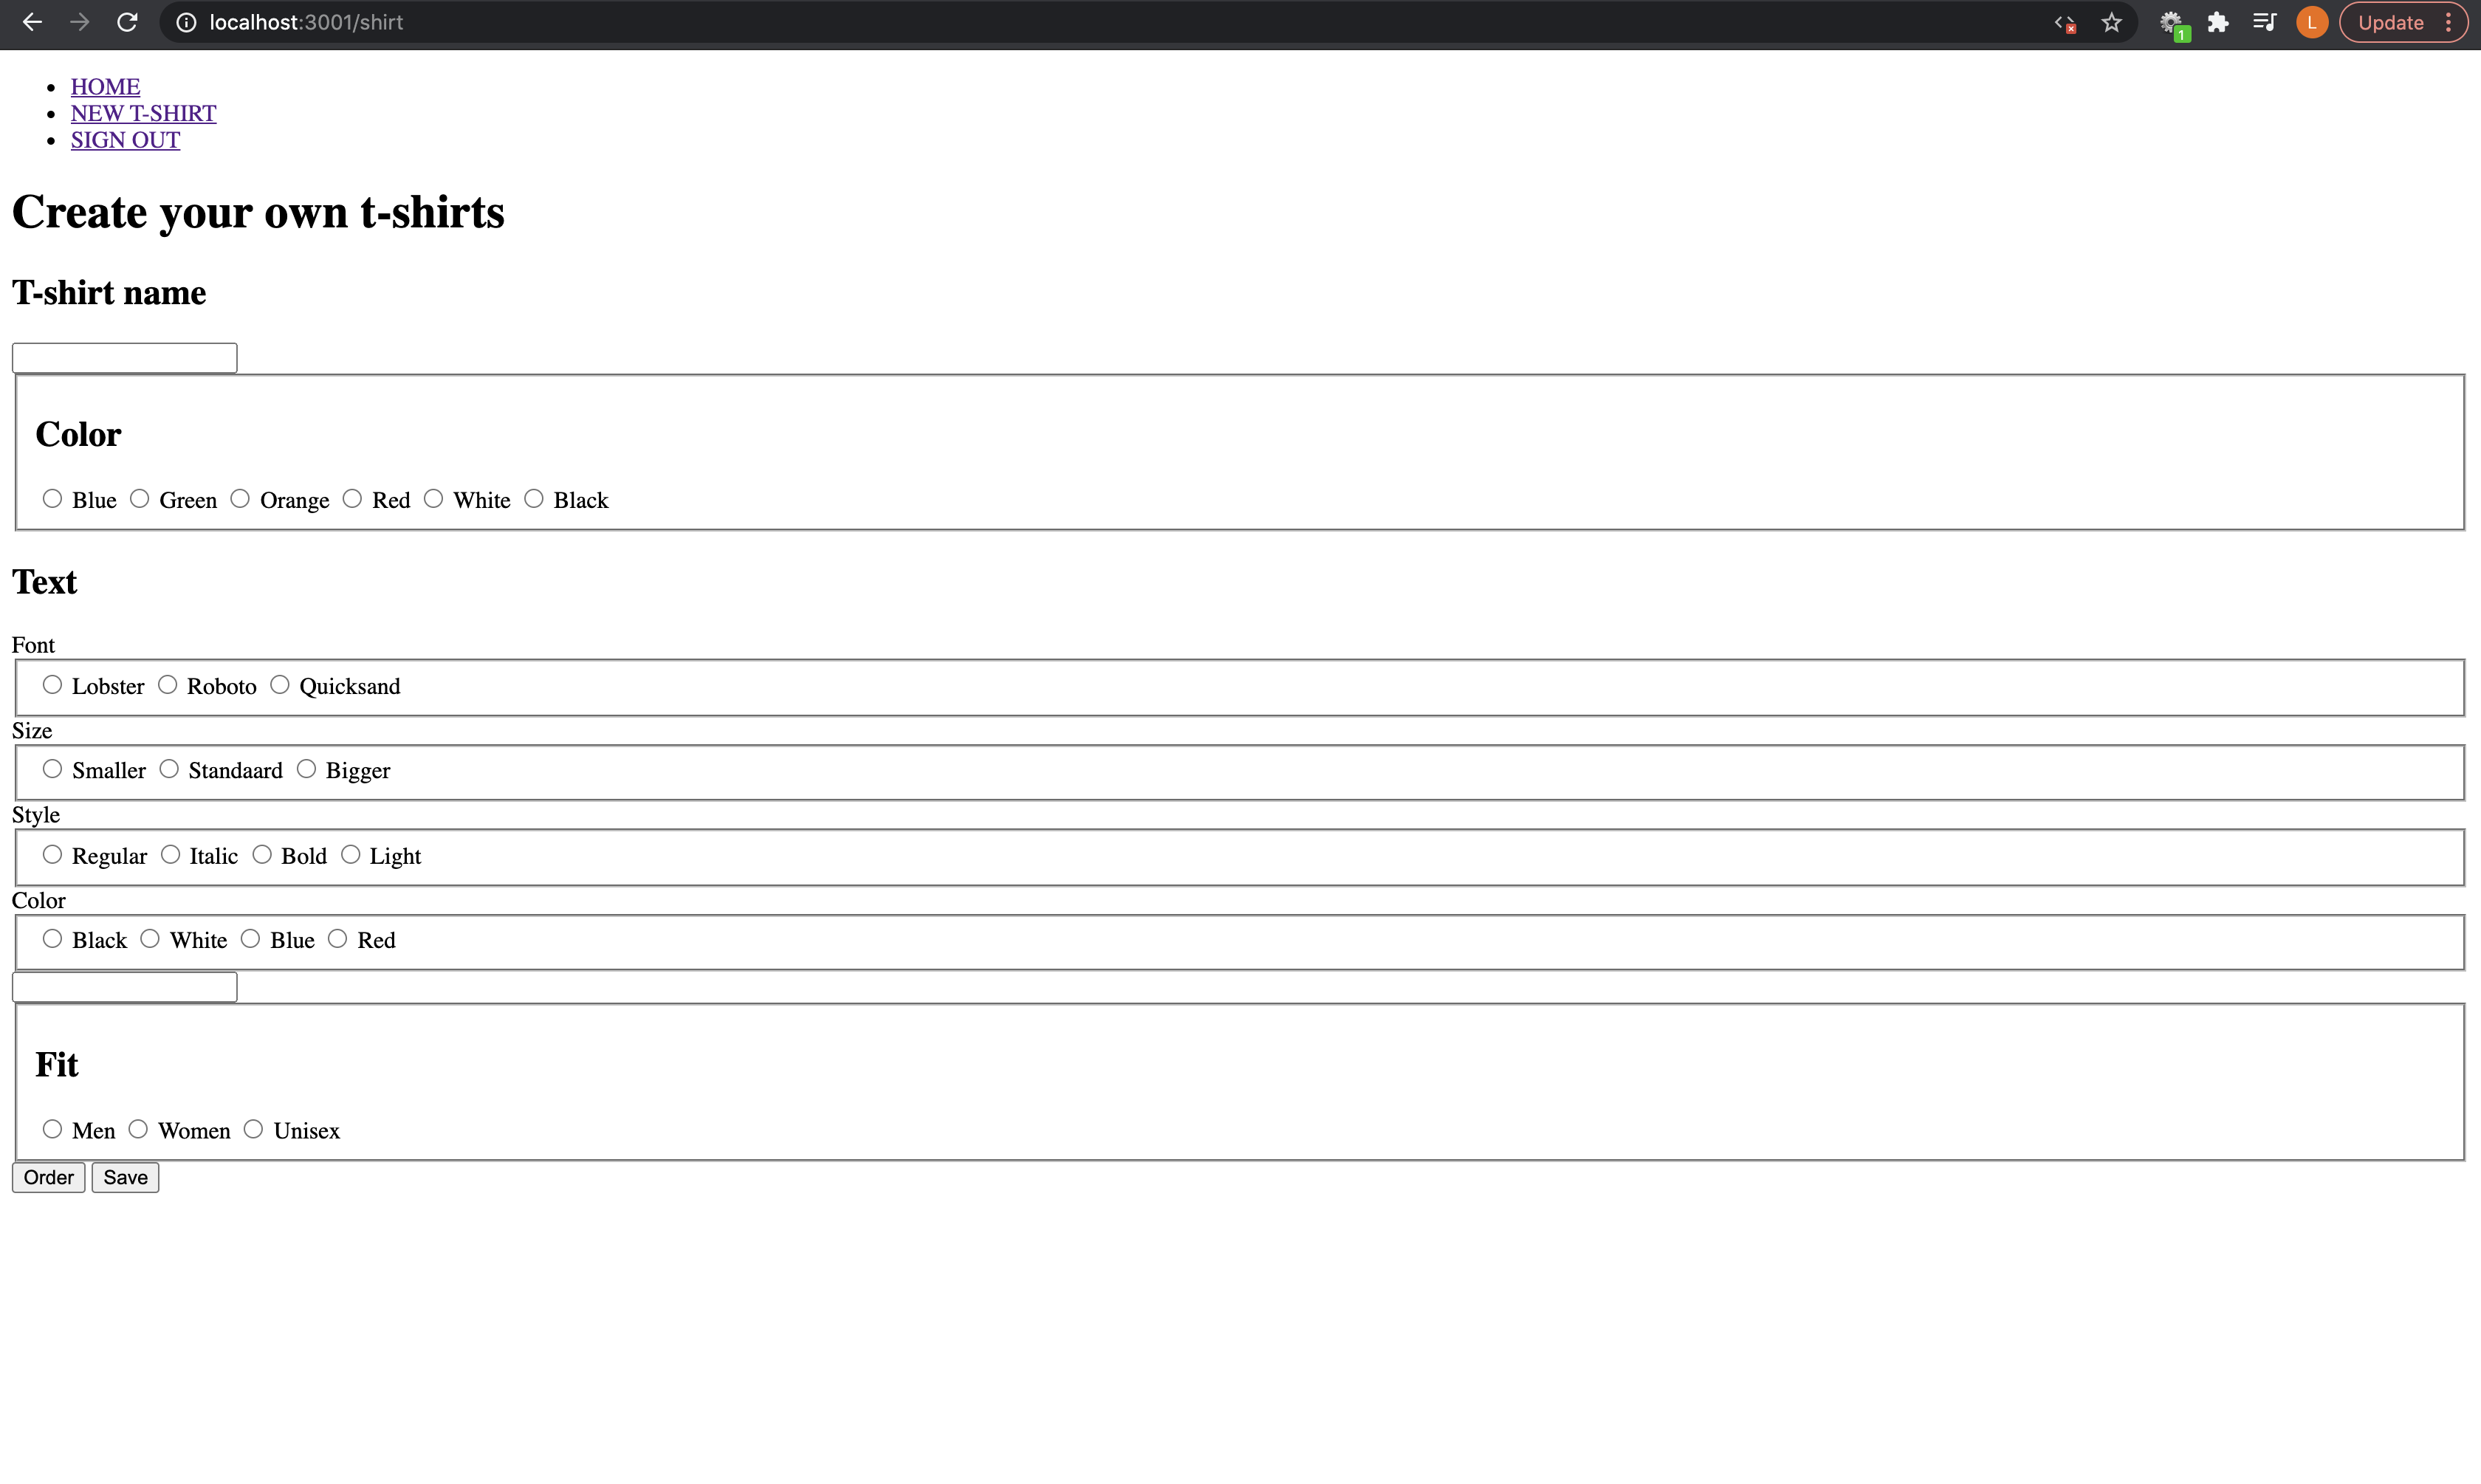 localhost:3001/shirt
1
L
Update
HOME
NEW T-SHIRT
SIGN OUT
Create your own t-shirts
T-shirt name
Color
Blue Green Orange Red White Black
Text
Font
Lobster Roboto Quicksand
Size
Smaller Standaard Bigger
Style
Regular Italic Bold Light
Color
Black White Blue Red
Fit
Men Women Unisex
Order Save